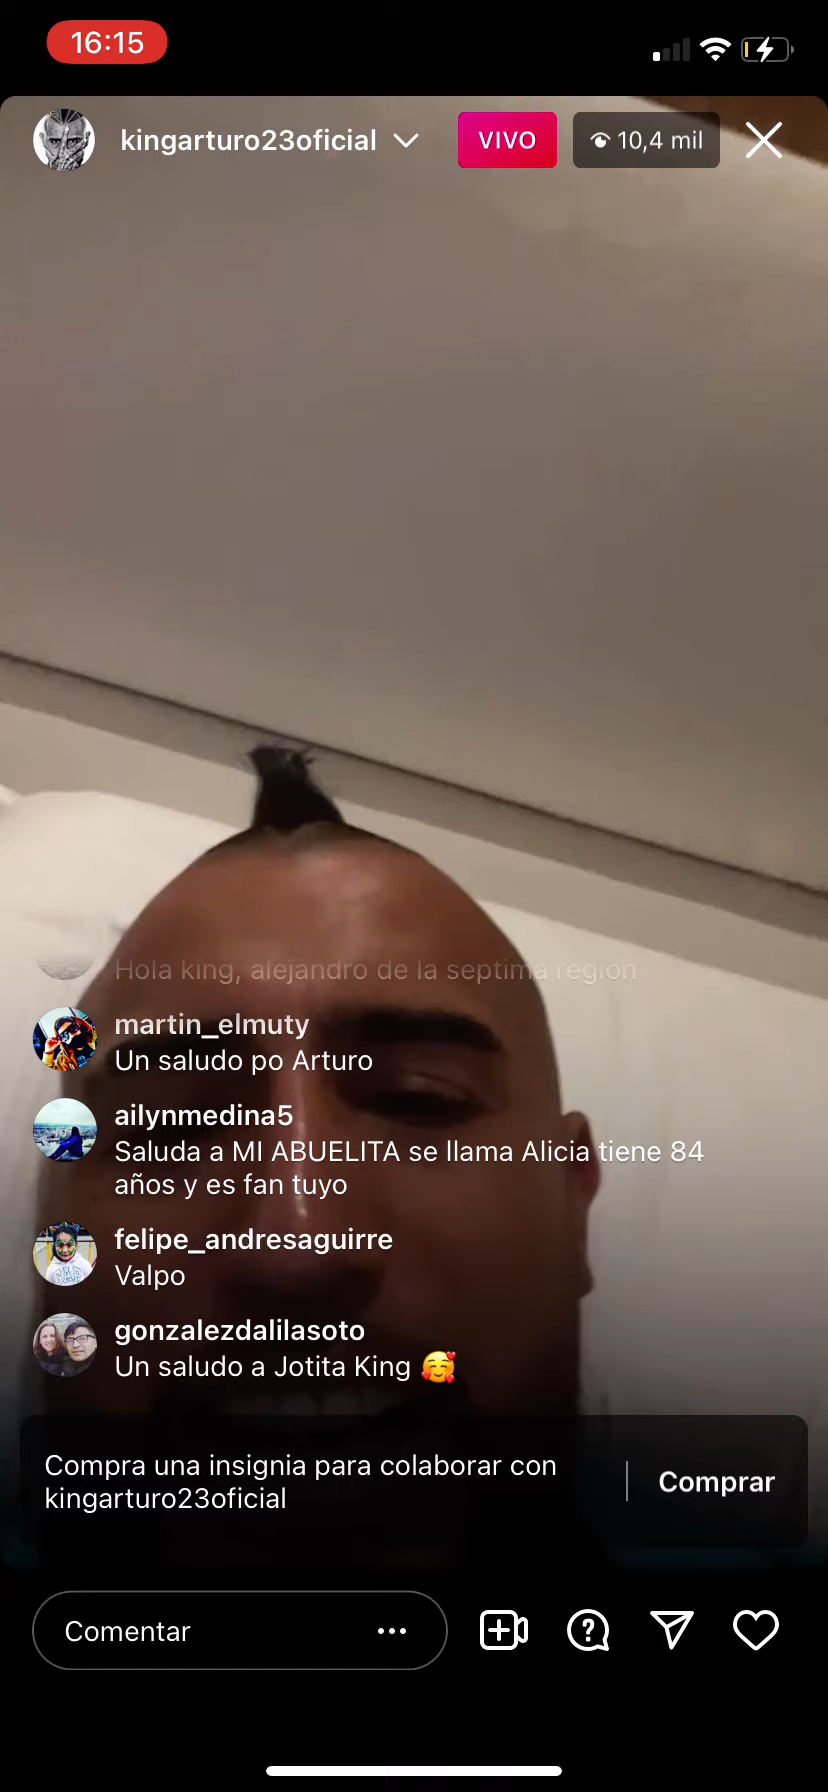 16:15
kingarturo23oficial
VIVO
10,4 mil
Hola king, alejandro de la septima region
martin_elmuty
Un saludo po Arturo
ailynmedina5
Saluda a MI ABUELITA se llama Alicia tiene 84
años y es fan tuyo
felipe_andresaguirre
Valpo
gonzalezdalilasoto
Un saludo a Jotita King 🥰
Compra una insignia para colaborar con
kingarturo23oficial
Comprar
Comentar